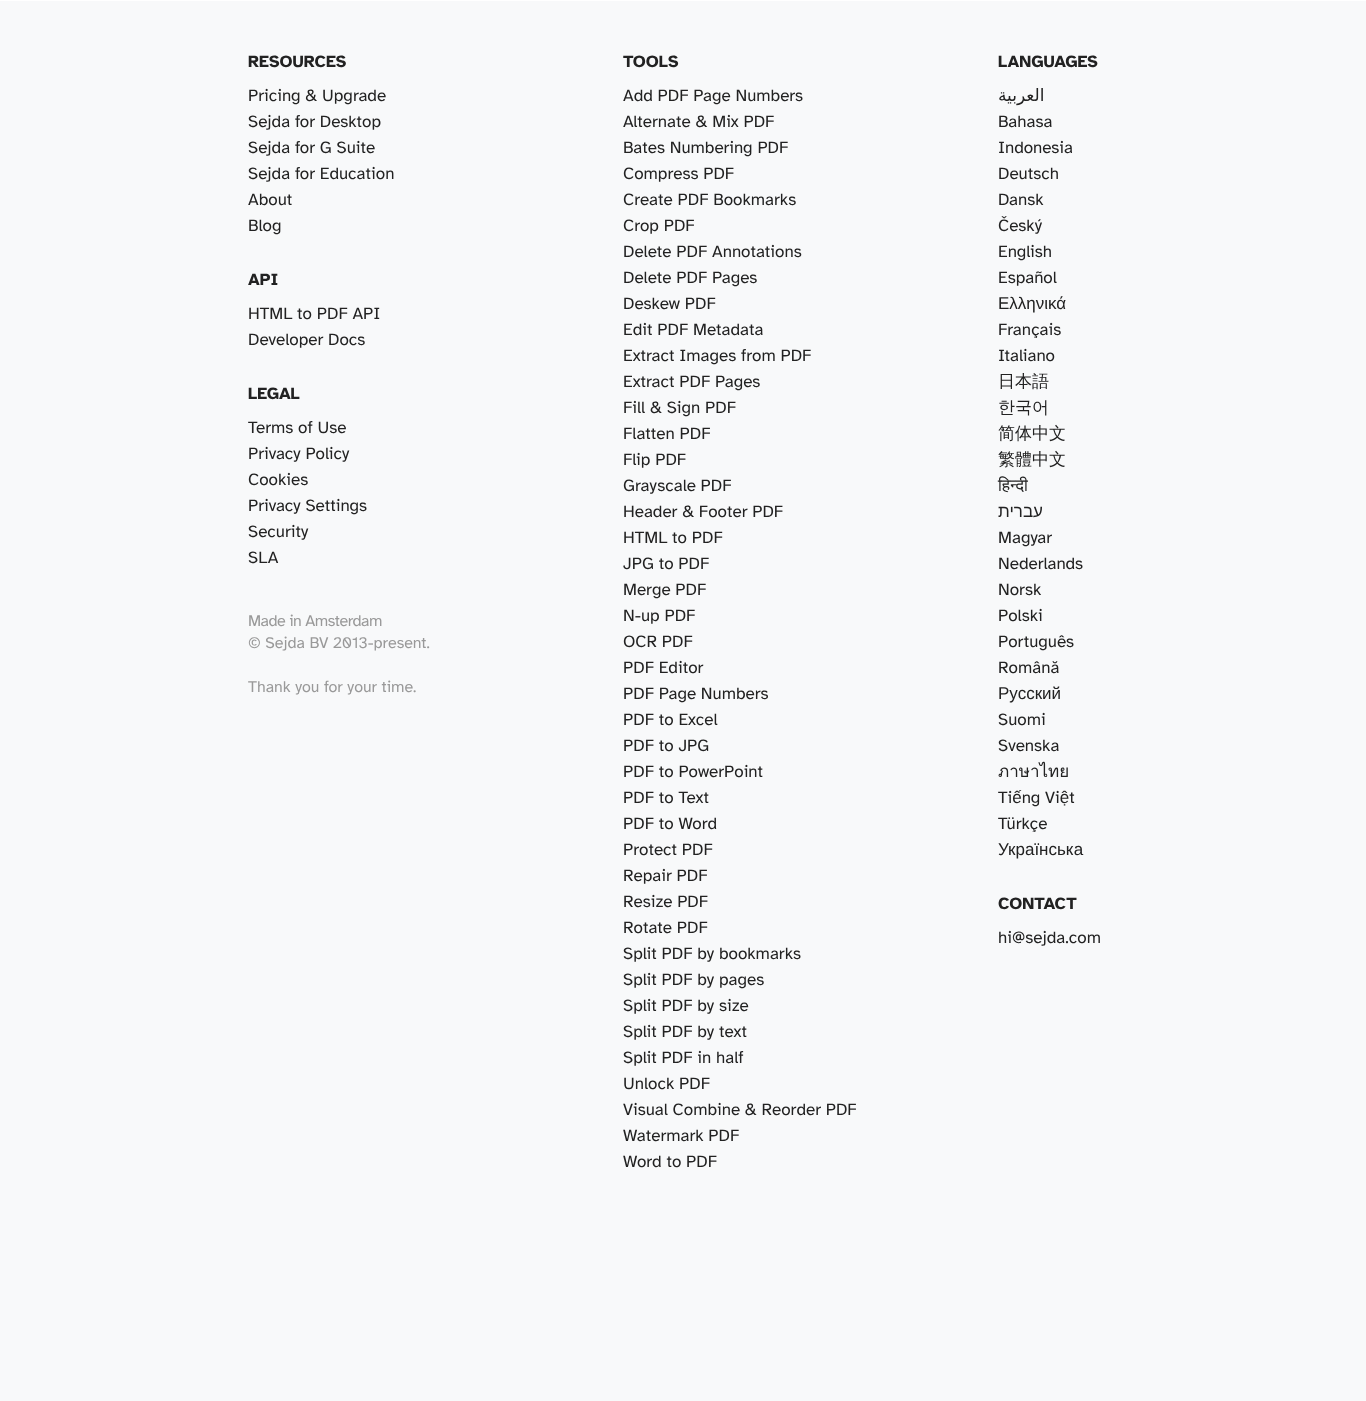 RESOURCES
Pricing & Upgrade
Sejda for Desktop
Sejda for G Suite
Sejda for Education
About
Blog
API
HTML to PDF API
Developer Docs
LEGAL
Terms of Use
Privacy Policy
Cookies
Privacy Settings
Security
SLA
Made in Amsterdam
© Sejda BV 2013-present.
Thank you for your time.
TOOLS
Add PDF Page Numbers
Alternate & Mix PDF
Bates Numbering PDF
Compress PDF
Create PDF Bookmarks
Crop PDF
Delete PDF Annotations
Delete PDF Pages
Deskew PDF
Edit PDF Metadata
Extract Images from PDF
Extract PDF Pages
Fill & Sign PDF
Flatten PDF
Flip PDF
Grayscale PDF
Header & Footer PDF
HTML to PDF
JPG to PDF
Merge PDF
N-up PDF
OCR PDF
PDF Editor
PDF Page Numbers
PDF to Excel
PDF to JPG
PDF to PowerPoint
PDF to Text
PDF to Word
Protect PDF
Repair PDF
Resize PDF
Rotate PDF
Split PDF by bookmarks
Split PDF by pages
Split PDF by size
Split PDF by text
Split PDF in half
Unlock PDF
Visual Combine & Reorder PDF
Watermark PDF
Word to PDF
LANGUAGES
العربية
Bahasa
Indonesia
Deutsch
Dansk
Český
English
Español
Ελληνικά
Français
Italiano
日本語
한국어
简体中文
繁體中文
हिन्दी
עברית
Magyar
Nederlands
Norsk
Polski
Português
Română
Русский
Suomi
Svenska
ภาษาไทย
Tiếng Việt
Türkçe
Українська
CONTACT
hi@sejda.com